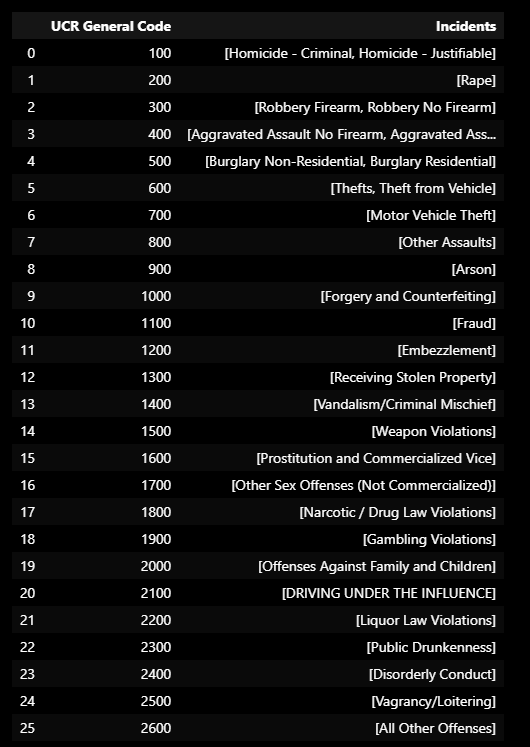 UCR General Code Incidents
0 100 [Homicide - Criminal, Homicide - Justifiable]
1 200 [Rape]
2 300 [Robbery Firearm, Robbery No Firearm]
3 400 [Aggravated Assault No Firearm, Aggravated Ass...
4 500 [Burglary Non-Residential, Burglary Residential]
5 600 [Thefts, Theft from Vehicle]
6 700 [Motor Vehicle Theft]
7 800 [Other Assaults]
8 900 [Arson]
9 1000 [Forgery and Counterfeiting]
10 1100 [Fraud]
11 1200 [Embezzlement]
12 1300 [Receiving Stolen Property]
13 1400 [Vandalism/Criminal Mischief]
14 1500 [Weapon Violations]
15 1600 [Prostitution and Commercialized Vice]
16 1700 [Other Sex Offenses (Not Commercialized)]
17 1800 [Narcotic / Drug Law Violations]
18 1900 [Gambling Violations]
19 2000 [Offenses Against Family and Children]
20 2100 [DRIVING UNDER THE INFLUENCE]
21 2200 [Liquor Law Violations]
22 2300 [Public Drunkenness]
23 2400 [Disorderly Conduct]
24 2500 [Vagrancy/Loitering]
25 2600 [All Other Offenses]